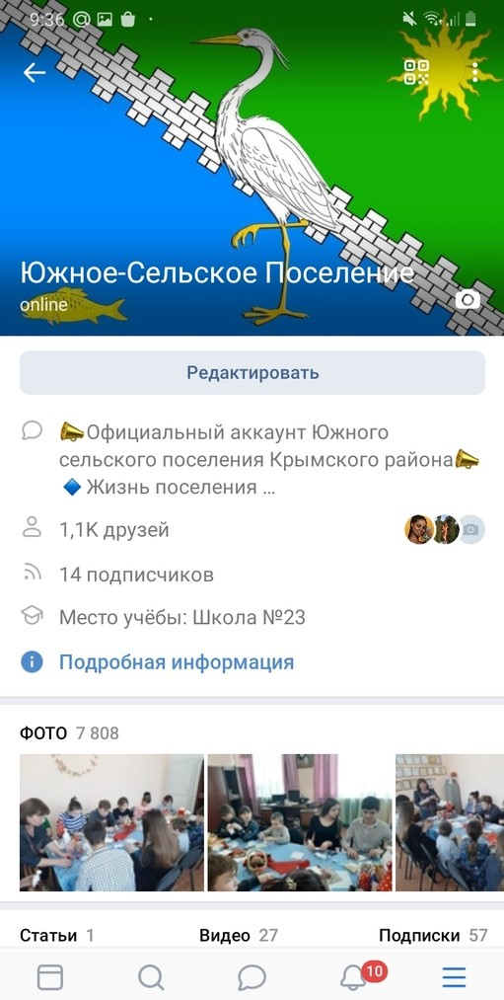 9:36
Южное-Сельское Поселение
online
Редактировать
📣Официальный аккаунт Южного
сельского поселения Крымского района📣
🔷 Жизнь поселения ...
1,1K друзей
14 подписчиков
Место учёбы: Школа №23
Подробная информация
ФОТО 7 808
Статьи 1 Видео 27 Подписки 57
10